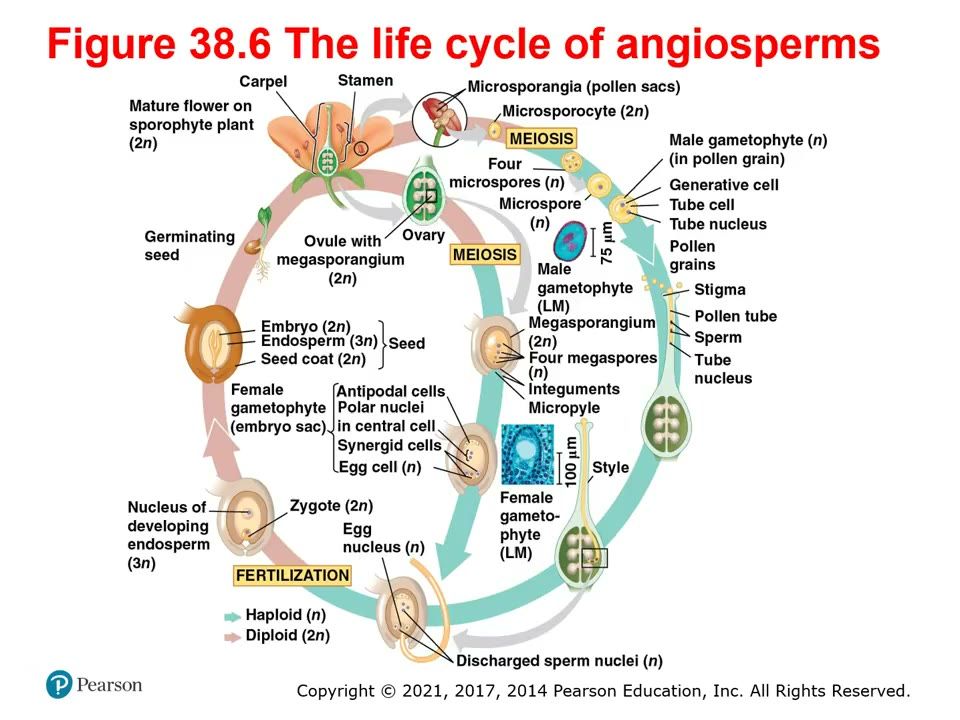 Figure 38.6 The life cycle of angiosperms
Carpel
Stamen
Mature flower on
sporophyte plant
(2n)
Microsporangia (pollen sacs)
Microsporocyte (2n)
MEIOSIS
Four
microspores (n)
Microspore
(n)
Male gametophyte (n)
(in pollen grain)
Generative cell
Tube cell
Tube nucleus
75 μm
Male
gametophyte
(LM)
Pollen
grains
Germinating
seed
Ovule with
megasporangium
(2n)
Ovary
MEIOSIS
Stigma
Pollen tube
Sperm
Tube
nucleus
Embryo (2n)
Endosperm (3n)
Seed coat (2n)
Seed
Megasporangium
(2n)
Four megaspores
(n)
Integuments
Micropyle
Female
gametophyte
(embryo sac)
Antipodal cells
Polar nuclei
in central cell
Synergid cells
Egg cell (n)
100 μm
Style
Female
gameto-
phyte
(LM)
Nucleus of
developing
endosperm
(3n)
Zygote (2n)
Egg
nucleus (n)
FERTILIZATION
Haploid (n)
Diploid (2n)
Discharged sperm nuclei (n)
P
Pearson
Copyright © 2021, 2017, 2014 Pearson Education, Inc. All Rights Reserved.